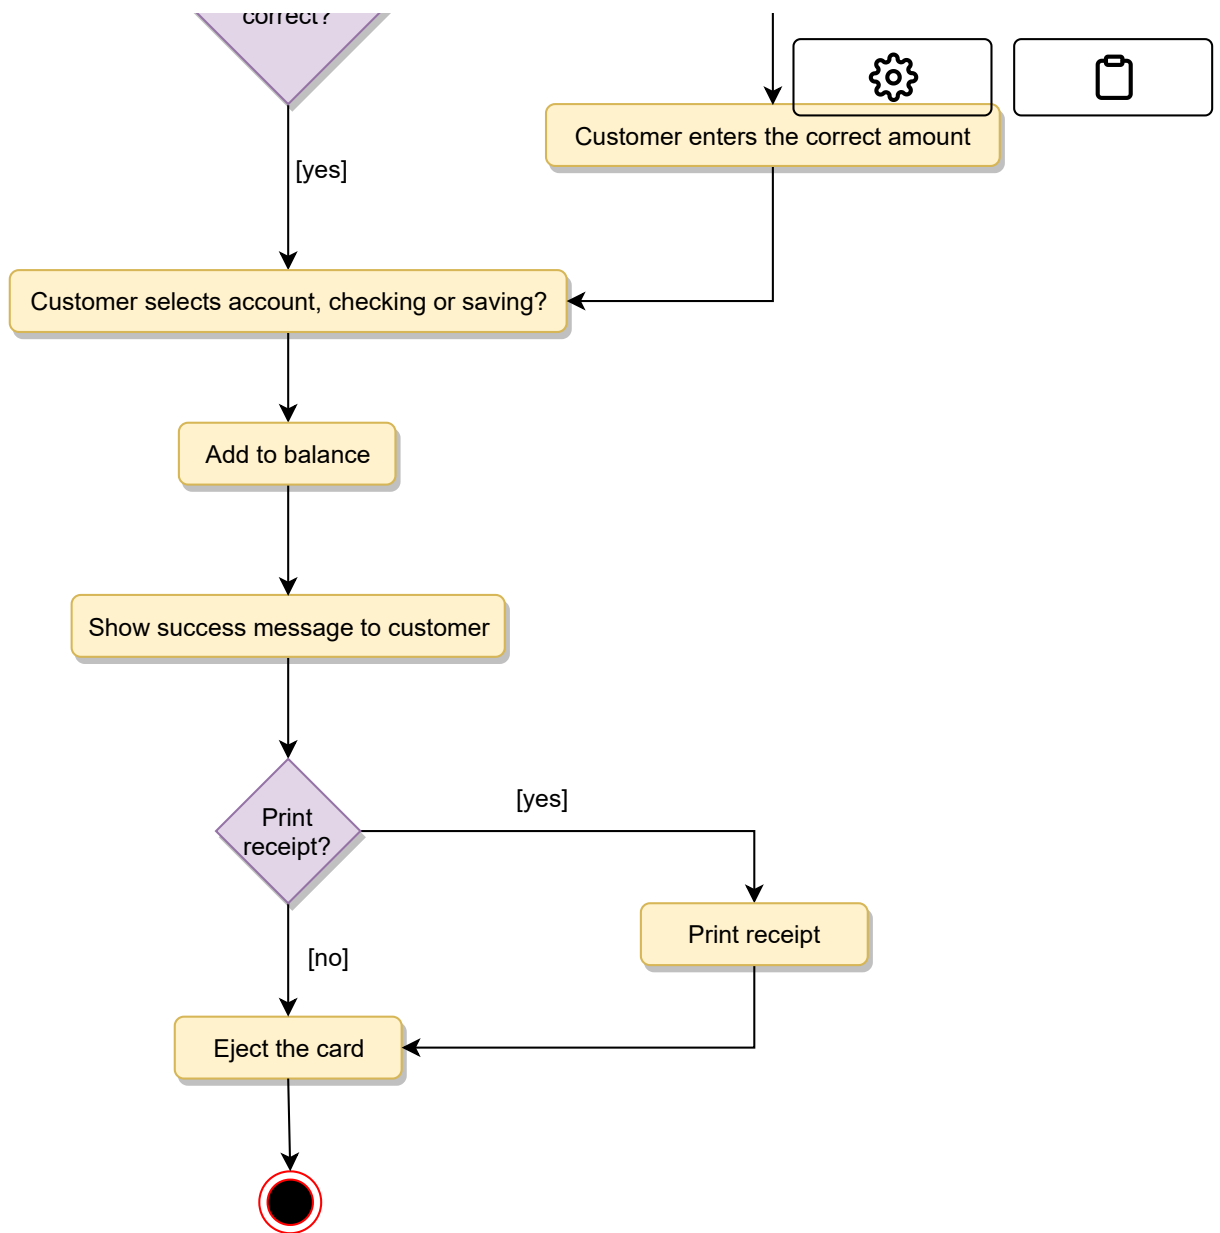 correct?
Customer enters the correct amount
[yes]
Customer selects account, checking or saving?
Add to balance
Show success message to customer
[yes]
Print
receipt?
Print receipt
[no]
Eject the card